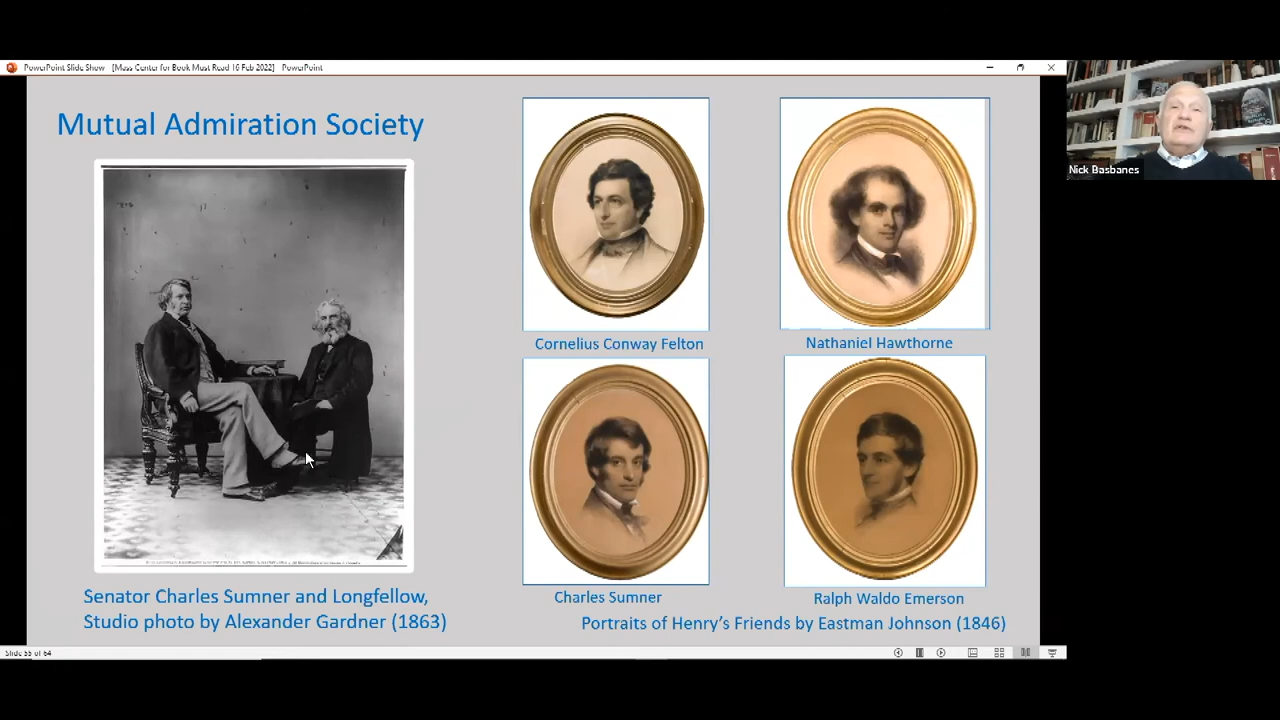 PowerPoint Slide Show - [Mass Center for Book Must Read 16 Feb 2022] - PowerPoint
Mutual Admiration Society
Nick Basbanes
Cornelius Conway Felton
Nathaniel Hawthorne
Charles Sumner
Ralph Waldo Emerson
Senator Charles Sumner and Longfellow,
Studio photo by Alexander Gardner (1863)
Portraits of Henry's Friends by Eastman Johnson (1846)
Slide 55 of 64